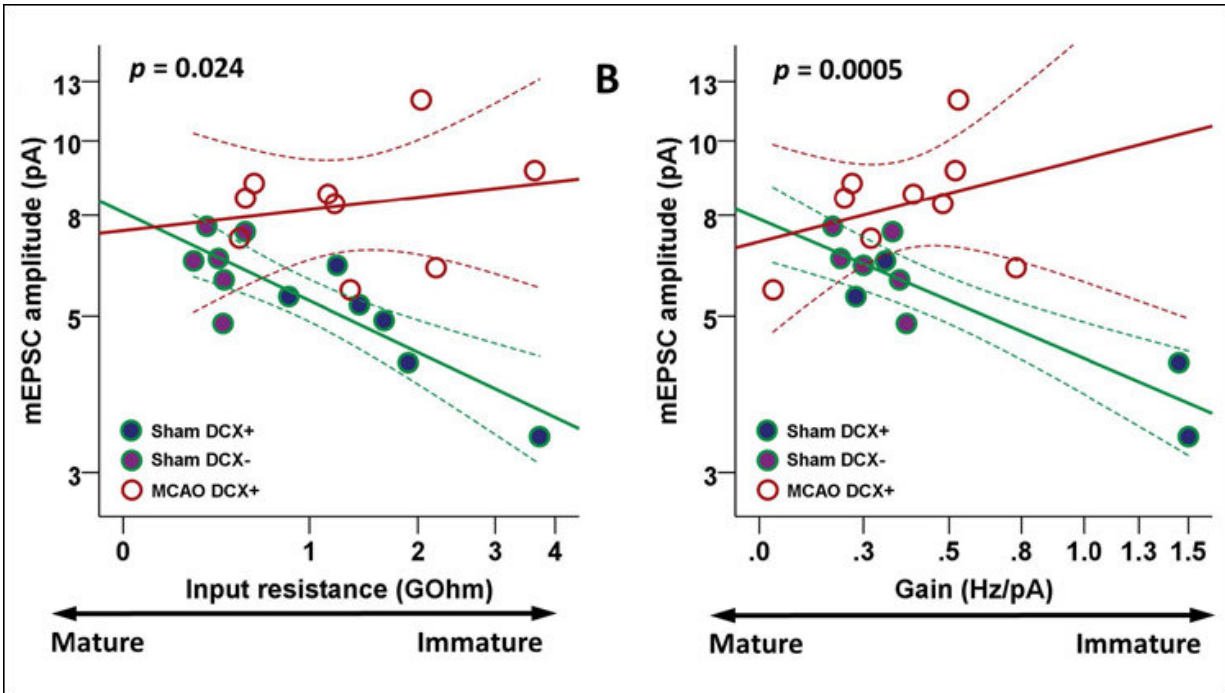 p = 0.024
mEPSC amplitude (pA)
13
10
8
5
3
Sham DCX+
Sham DCX-
MCAO DCX+
0 1 2 3 4
Input resistance (GOhm)
Mature Immature
B
p = 0.0005
mEPSC amplitude (pA)
13
10
8
5
3
Sham DCX+
Sham DCX-
MCAO DCX+
.0 .3 .5 .8 1.0 1.3 1.5
Gain (Hz/pA)
Mature Immature